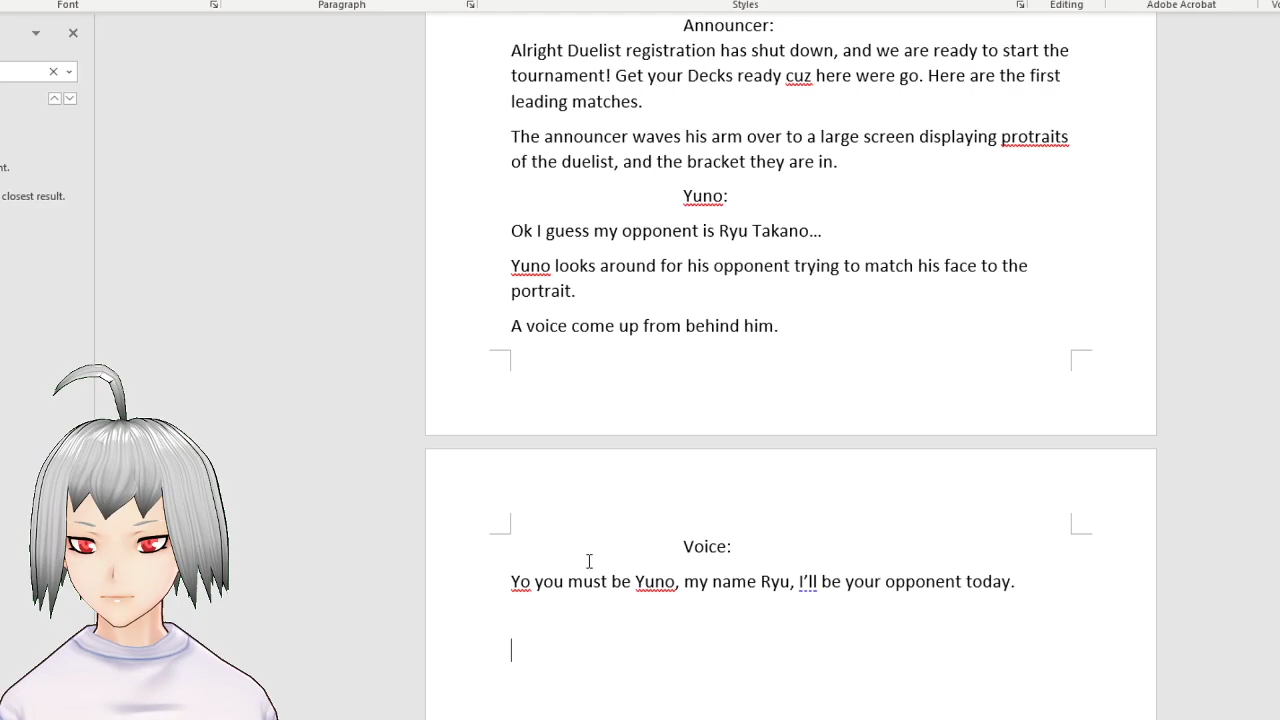 Font
Paragraph
Styles
Editing
Adobe Acrobat
nt.
closest result.
Announcer:
Alright Duelist registration has shut down, and we are ready to start the
tournament! Get your Decks ready cuz here were go. Here are the first
leading matches.
The announcer waves his arm over to a large screen displaying protraits
of the duelist, and the bracket they are in.
Yuno:
Ok I guess my opponent is Ryu Takano...
Yuno looks around for his opponent trying to match his face to the
portrait.
A voice come up from behind him.
Voice:
Yo you must be Yuno, my name Ryu, I’ll be your opponent today.